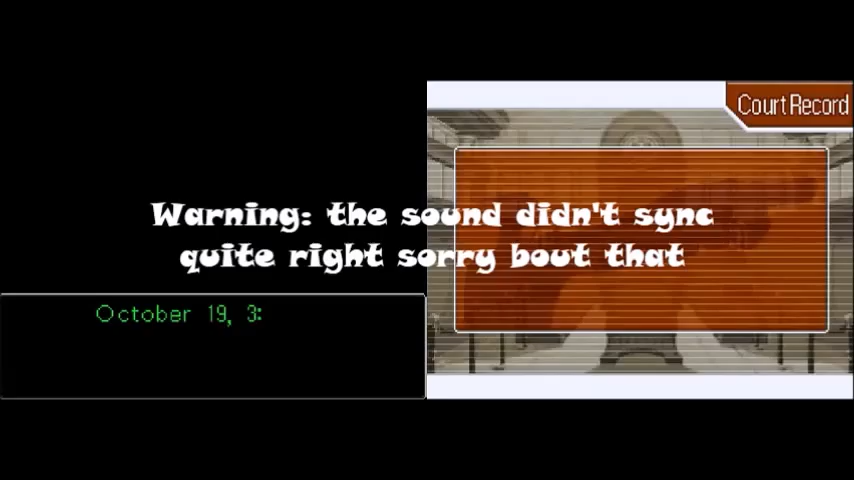 Court Record
Warning: the sound didn't sync
quite right sorry bout that
October 19, 3: